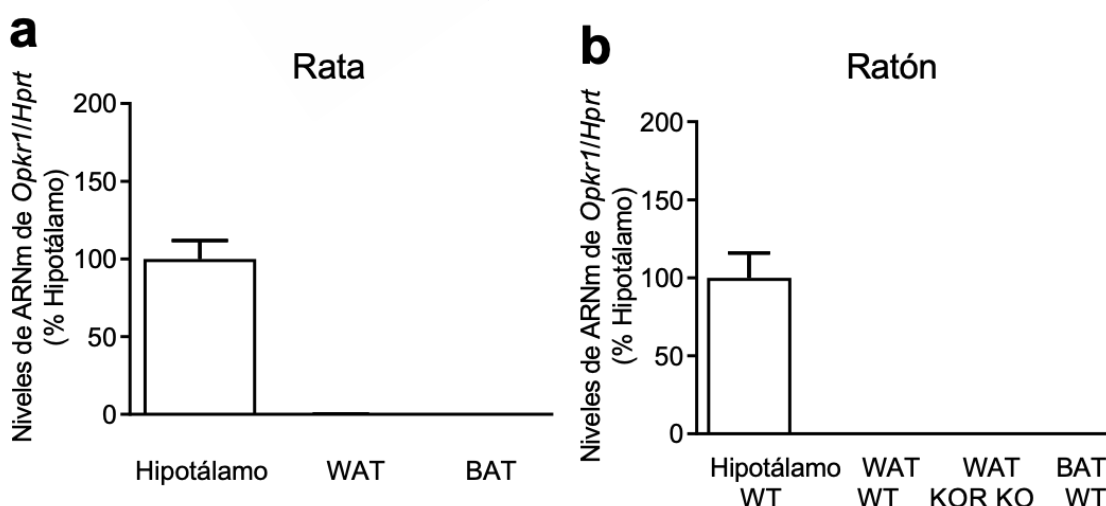 a
Rata
Niveles de ARNm de Opkr1/Hprt
(% Hipotálamo)
200
150
100
50
0
Hipotálamo WAT BAT
b
Ratón
Niveles de ARNm de Opkr1/Hprt
(% Hipotálamo)
200
150
100
50
0
Hipotálamo WAT WAT BAT
WT WT KOR KO WT